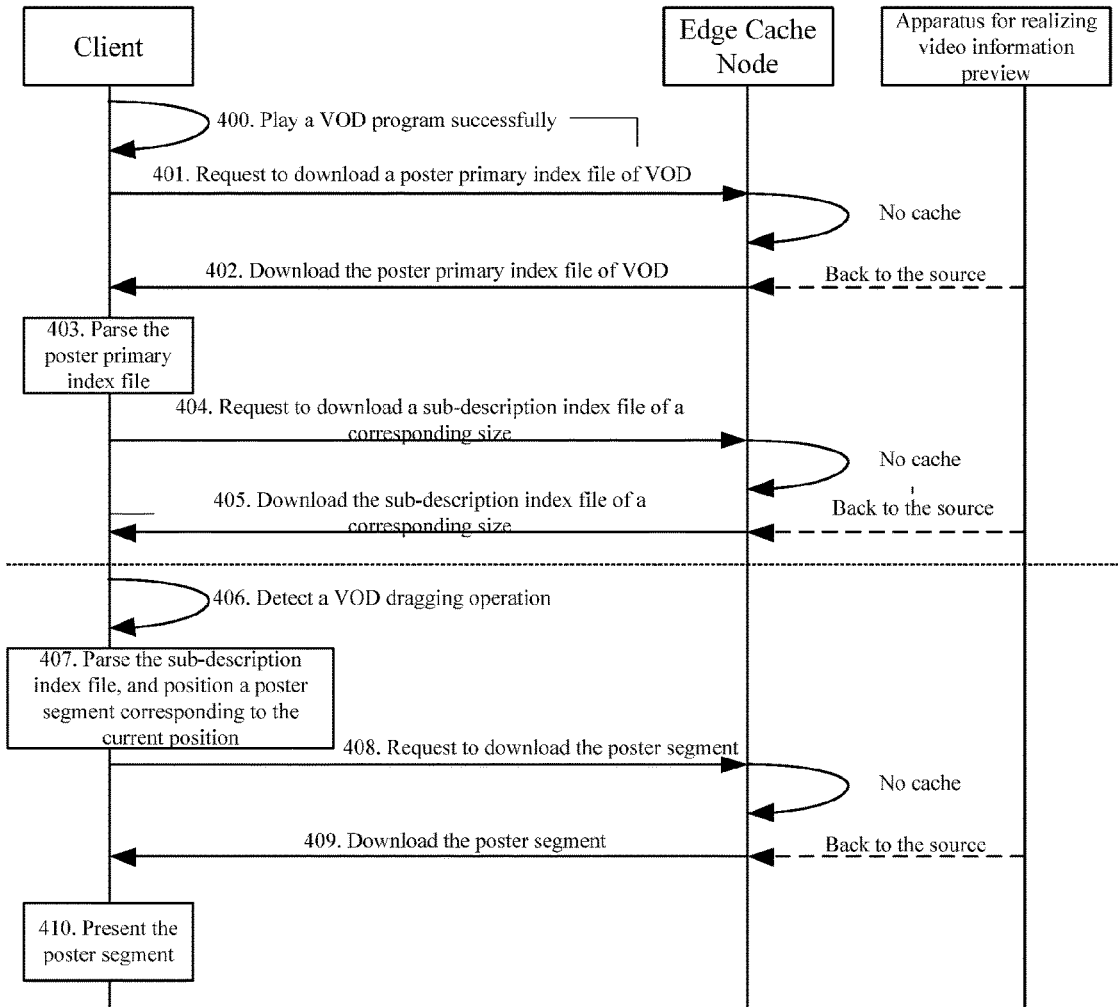 Client
Edge Cache
Node
Apparatus for realizing
video information
preview
400. Play a VOD program successfully
401. Request to download a poster primary index file of VOD
No cache
402. Download the poster primary index file of VOD
Back to the source
403. Parse the
poster primary
index file
404. Request to download a sub-description index file of a
corresponding size
No cache
405. Download the sub-description index file of a
corresponding size
Back to the source
406. Detect a VOD dragging operation
407. Parse the sub-description
index file, and position a poster
segment corresponding to the
current position
408. Request to download the poster segment
No cache
409. Download the poster segment
Back to the source
410. Present the
poster segment